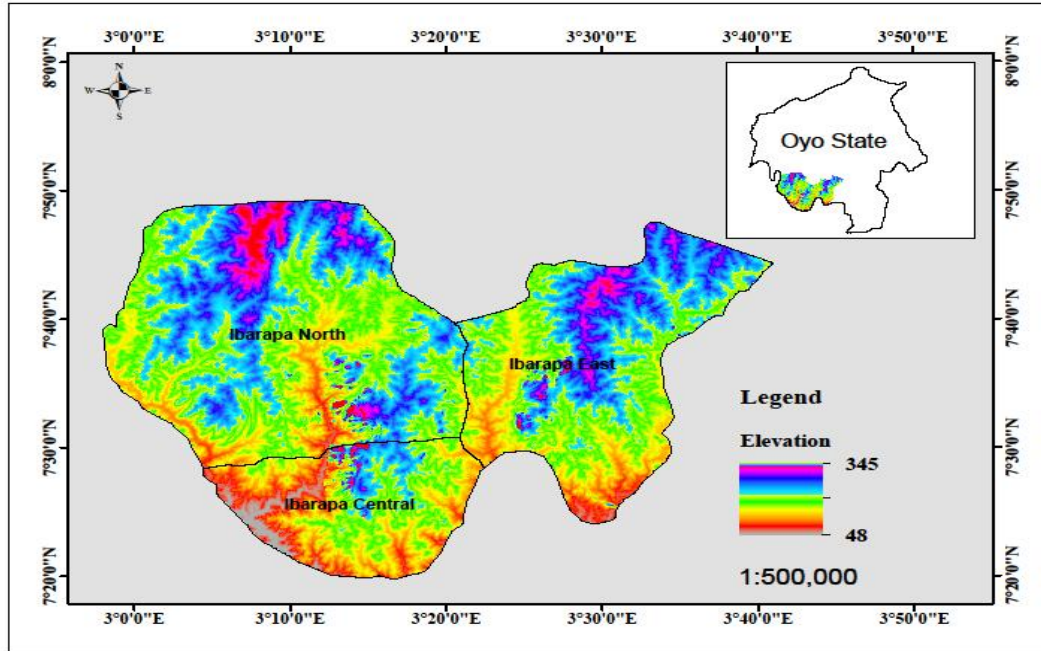 3°0'0"E 3°10'0"E 3°20'0"E 3°30'0"E 3°40'0"E 3°50'0"E
8°0'0"N
8°0'0"N
N
W E
S
Oyo State
7°50'0"N
7°50'0"N
7°40'0"N
7°40'0"N
Ibarapa North
Ibarapa East
Legend
Elevation
345
48
7°30'0"N
7°30'0"N
Ibarapa Central
1:500,000
7°20'0"N
7°20'0"N
3°0'0"E 3°10'0"E 3°20'0"E 3°30'0"E 3°40'0"E 3°50'0"E